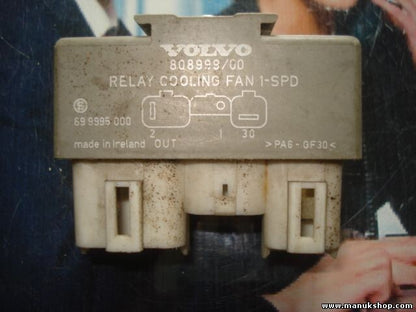 VOLVO
808999/00
RELAY COOLING FAN 1-SPD
S 69 9995 000
2 1 30
made in Ireland OUT >PA6-GF30<
www.manukshop.com